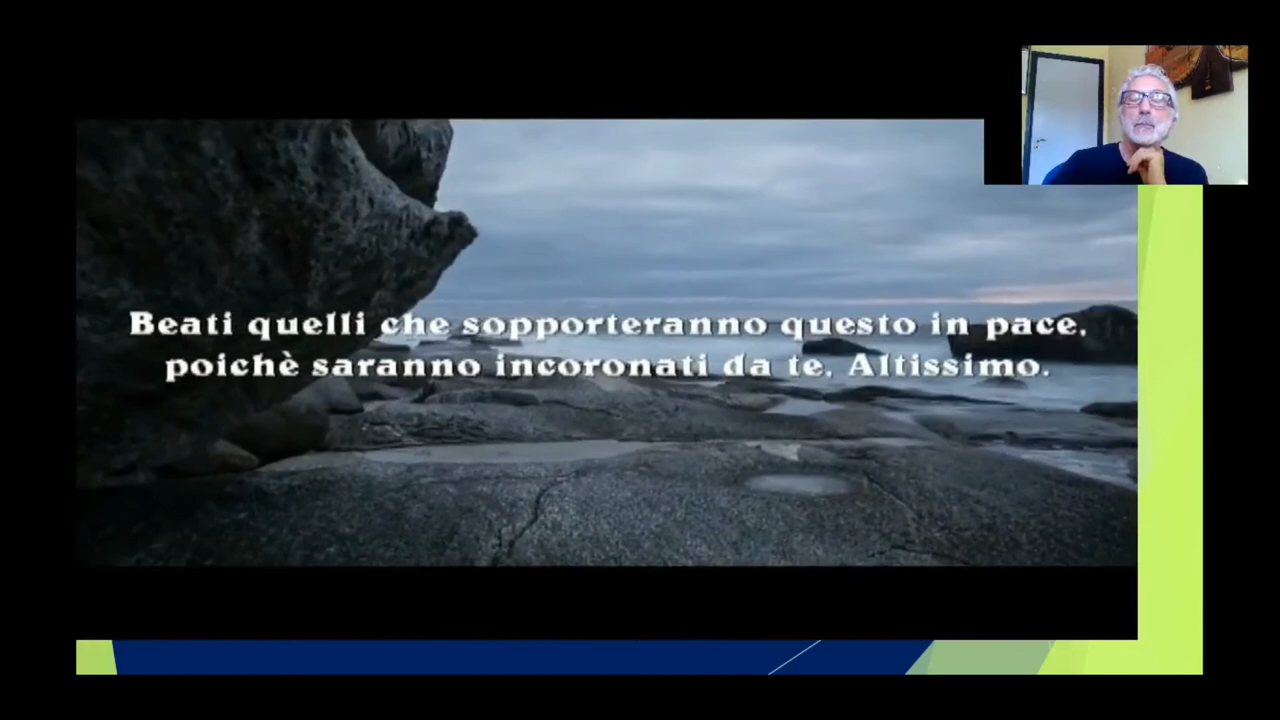 Beati quelli che sopporteranno questo in pace,
poichè saranno incoronati da te, Altissimo.